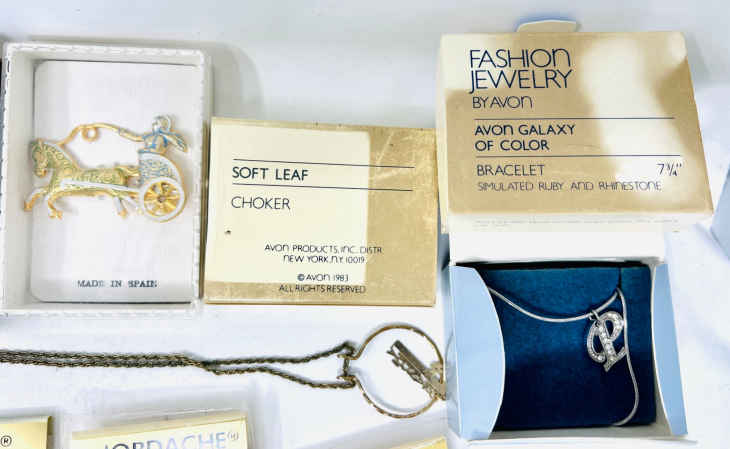 MADE IN SPAIN
SOFT LEAF
CHOKER
AVON PRODUCTS, INC. DISTR
NEW YORK, N.Y. 10019
© AVON 1983
ALL RIGHTS RESERVED
FASHION
JEWELRY
BY AVON
AVON GALAXY
OF COLOR
BRACELET 7 3/4"
SIMULATED RUBY AND RHINESTONE
®
JORDACHE